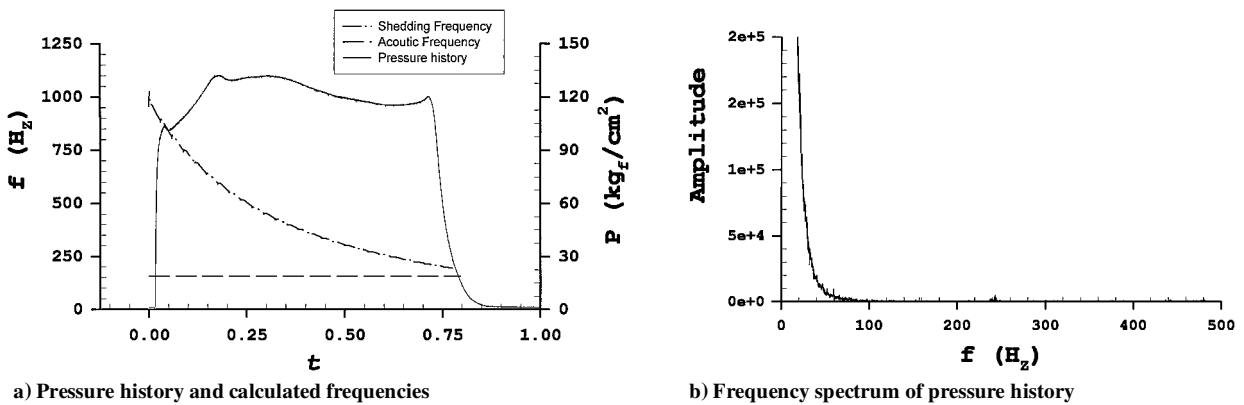 Shedding Frequency
Acoutic Frequency
Pressure history
1250
1000
750
500
250
0
f (Hz)
150
120
90
60
30
0
P (kgf/cm2)
0.00
0.25
0.50
0.75
1.00
t
a) Pressure history and calculated frequencies
2e+5
2e+5
1e+5
5e+4
0e+0
Amplitude
0
100
200
300
400
500
f (Hz)
b) Frequency spectrum of pressure history